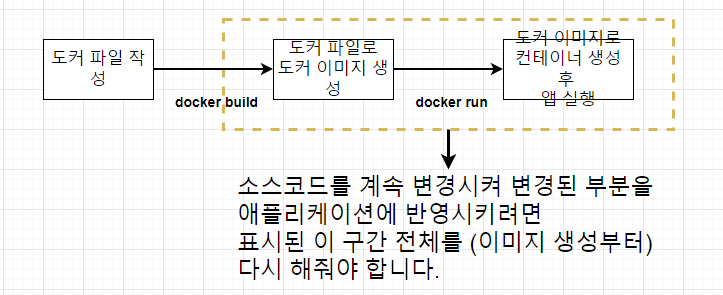 도커 파일 작
성
docker build
도커 파일로
도커 이미지 생
성
docker run
도커 이미지로
컨테이너 생성
후
앱 실행
소스코드를 계속 변경시켜 변경된 부분을
애플리케이션에 반영시키려면
표시된 이 구간 전체를 (이미지 생성부터)
다시 해줘야 합니다.